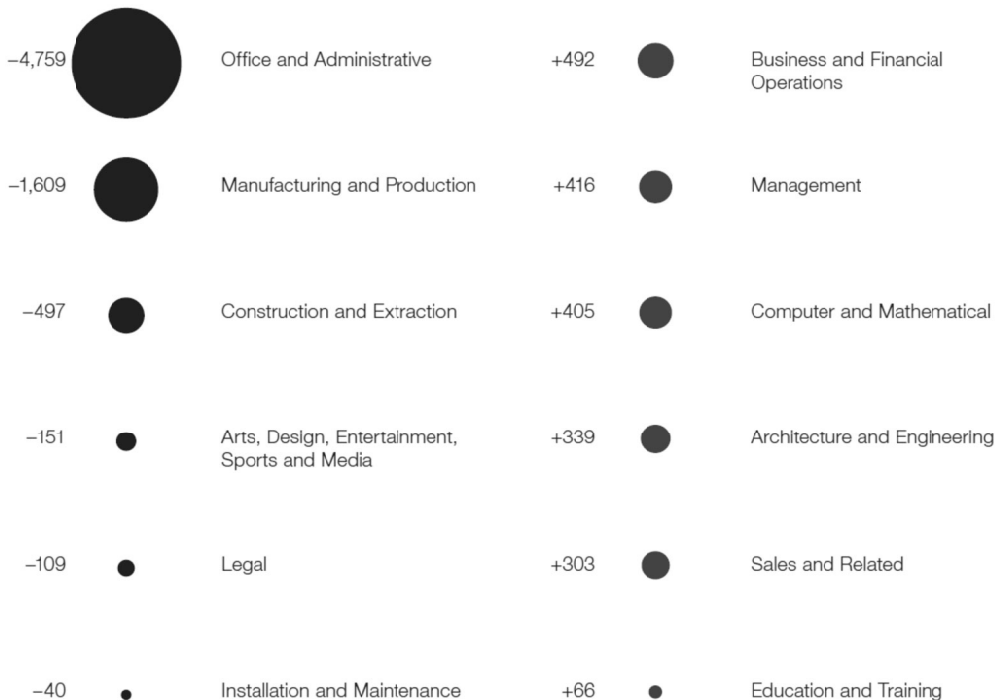 −4,759 Office and Administrative
+492 Business and Financial
Operations
−1,609 Manufacturing and Production
+416 Management
−497 Construction and Extraction
+405 Computer and Mathematical
−151 Arts, Design, Entertainment,
Sports and Media
+339 Architecture and Engineering
−109 Legal
+303 Sales and Related
−40 Installation and Maintenance
+66 Education and Training